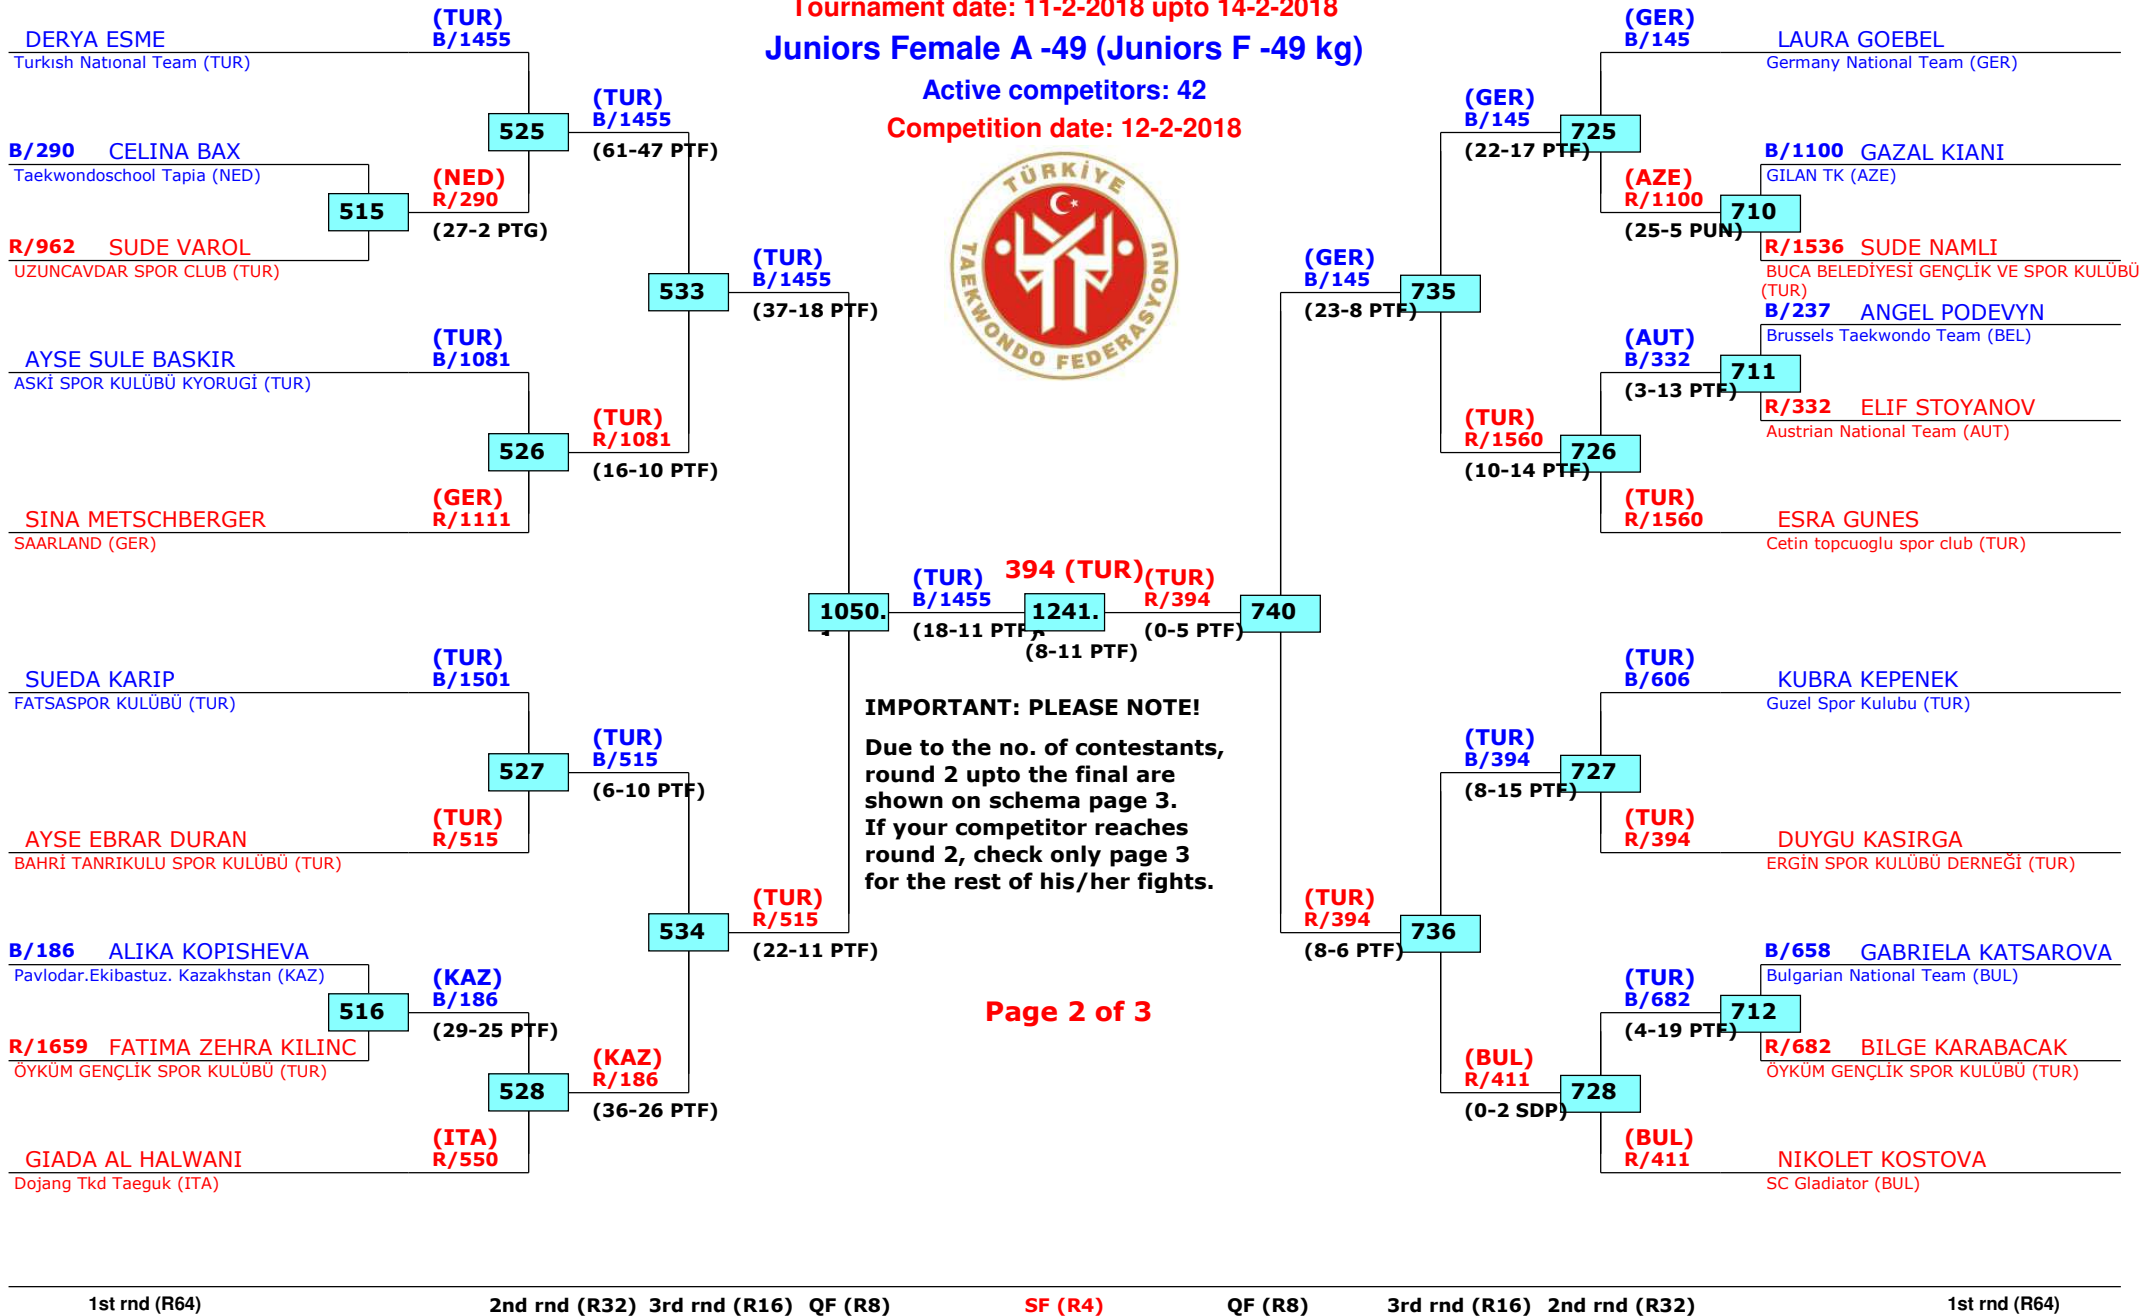 Tournament date: 11-2-2018 upto 14-2-2018
Juniors Female A -49 (Juniors F -49 kg)
Active competitors: 42
Competition date: 12-2-2018
TÜRKİYE
TAEKWONDO FEDERASYONU
DERYA ESME
Turkısh Natıonal Team (TUR)
(TUR)
B/1455
B/290 CELINA BAX
Taekwondoschool Tapia (NED)
515
R/962 SUDE VAROL
UZUNCAVDAR SPOR CLUB (TUR)
(NED)
R/290
(27-2 PTG)
525
(TUR)
B/1455
(61-47 PTF)
AYSE SULE BASKIR
ASKİ SPOR KULÜBÜ KYORUGİ (TUR)
(TUR)
B/1081
526
SINA METSCHBERGER
SAARLAND (GER)
(GER)
R/1111
(TUR)
R/1081
(16-10 PTF)
533
(TUR)
B/1455
(37-18 PTF)
SUEDA KARIP
FATSASPOR KULÜBÜ (TUR)
(TUR)
B/1501
527
AYSE EBRAR DURAN
BAHRİ TANRIKULU SPOR KULÜBÜ (TUR)
(TUR)
R/515
(TUR)
B/515
(6-10 PTF)
B/186 ALIKA KOPISHEVA
Pavlodar.Ekibastuz. Kazakhstan (KAZ)
516
R/1659 FATIMA ZEHRA KILINC
ÖYKÜM GENÇLİK SPOR KULÜBÜ (TUR)
(KAZ)
B/186
(29-25 PTF)
528
GIADA AL HALWANI
Dojang Tkd Taeguk (ITA)
(ITA)
R/550
(KAZ)
R/186
(36-26 PTF)
534
(TUR)
R/515
(22-11 PTF)
1050.
(TUR)
B/1455
(18-11 PTF)
394 (TUR)
1241.
(8-11 PTF)
(TUR)
R/394
(0-5 PTF)
740
IMPORTANT: PLEASE NOTE!
Due to the no. of contestants,
round 2 upto the final are
shown on schema page 3.
If your competitor reaches
round 2, check only page 3
for the rest of his/her fights.
Page 2 of 3
(GER)
B/145
(23-8 PTF)
735
(GER)
B/145
(22-17 PTF)
725
(GER)
B/145
LAURA GOEBEL
Germany National Team (GER)
(AZE)
R/1100
(25-5 PUN)
710
B/1100 GAZAL KIANI
GILAN TK (AZE)
R/1536 SUDE NAMLI
BUCA BELEDİYESİ GENÇLİK VE SPOR KULÜBÜ
(TUR)
B/237 ANGEL PODEVYN
Brussels Taekwondo Team (BEL)
(AUT)
B/332
(3-13 PTF)
711
R/332 ELIF STOYANOV
Austrian National Team (AUT)
(TUR)
R/1560
(10-14 PTF)
726
(TUR)
R/1560
ESRA GUNES
Cetin topcuoglu spor club (TUR)
(TUR)
B/606
KUBRA KEPENEK
Guzel Spor Kulubu (TUR)
(TUR)
B/394
(8-15 PTF)
727
(TUR)
R/394
DUYGU KASIRGA
ERGİN SPOR KULÜBÜ DERNEĞİ (TUR)
(TUR)
R/394
(8-6 PTF)
736
B/658 GABRIELA KATSAROVA
Bulgarian National Team (BUL)
(TUR)
B/682
(4-19 PTF)
712
R/682 BILGE KARABACAK
ÖYKÜM GENÇLİK SPOR KULÜBÜ (TUR)
(BUL)
R/411
(0-2 SDP)
728
(BUL)
R/411
NIKOLET KOSTOVA
SC Gladiator (BUL)
1st rnd (R64) 2nd rnd (R32) 3rd rnd (R16) QF (R8) SF (R4) QF (R8) 3rd rnd (R16) 2nd rnd (R32) 1st rnd (R64)